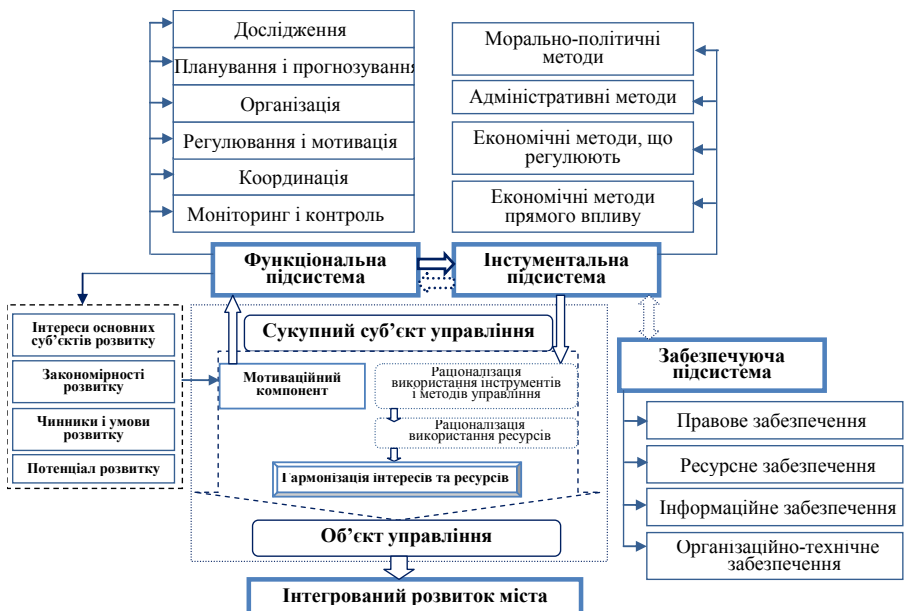 Дослідження
Планування і прогнозування
Організація
Регулювання і мотивація
Координація
Моніторинг і контроль
Морально-політичні
методи
Адміністративні методи
Економічні методи, що
регулюють
Економічні методи
прямого впливу
Функціональна
підсистема
Інстументальна
підсистема
Інтереси основних
суб’єктів розвитку
Закономірності
розвитку
Чинники і умови
розвитку
Потенціал розвитку
Сукупний суб’єкт управління
Мотиваційний
компонент
Раціоналізація
використання інструментів
і методів управління
Раціоналізація
використання ресурсів
Гармонізація інтересів та ресурсів
Об’єкт управління
Інтегрований розвиток міста
Забезпечуюча
підсистема
Правове забезпечення
Ресурсне забезпечення
Інформаційне забезпечення
Організаційно-технічне
забезпечення